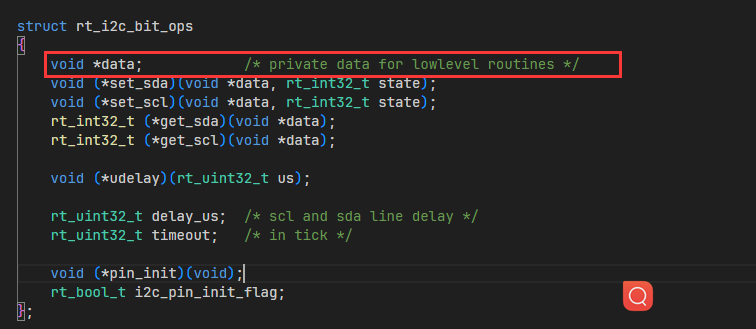 struct rt_i2c_bit_ops
{
void *data; /* private data for lowlevel routines */
void (*set_sda)(void *data, rt_int32_t state);
void (*set_scl)(void *data, rt_int32_t state);
rt_int32_t (*get_sda)(void *data);
rt_int32_t (*get_scl)(void *data);
void (*udelay)(rt_uint32_t us);
rt_uint32_t delay_us; /* scl and sda line delay */
rt_uint32_t timeout; /* in tick */
void (*pin_init)(void);
rt_bool_t i2c_pin_init_flag;
};